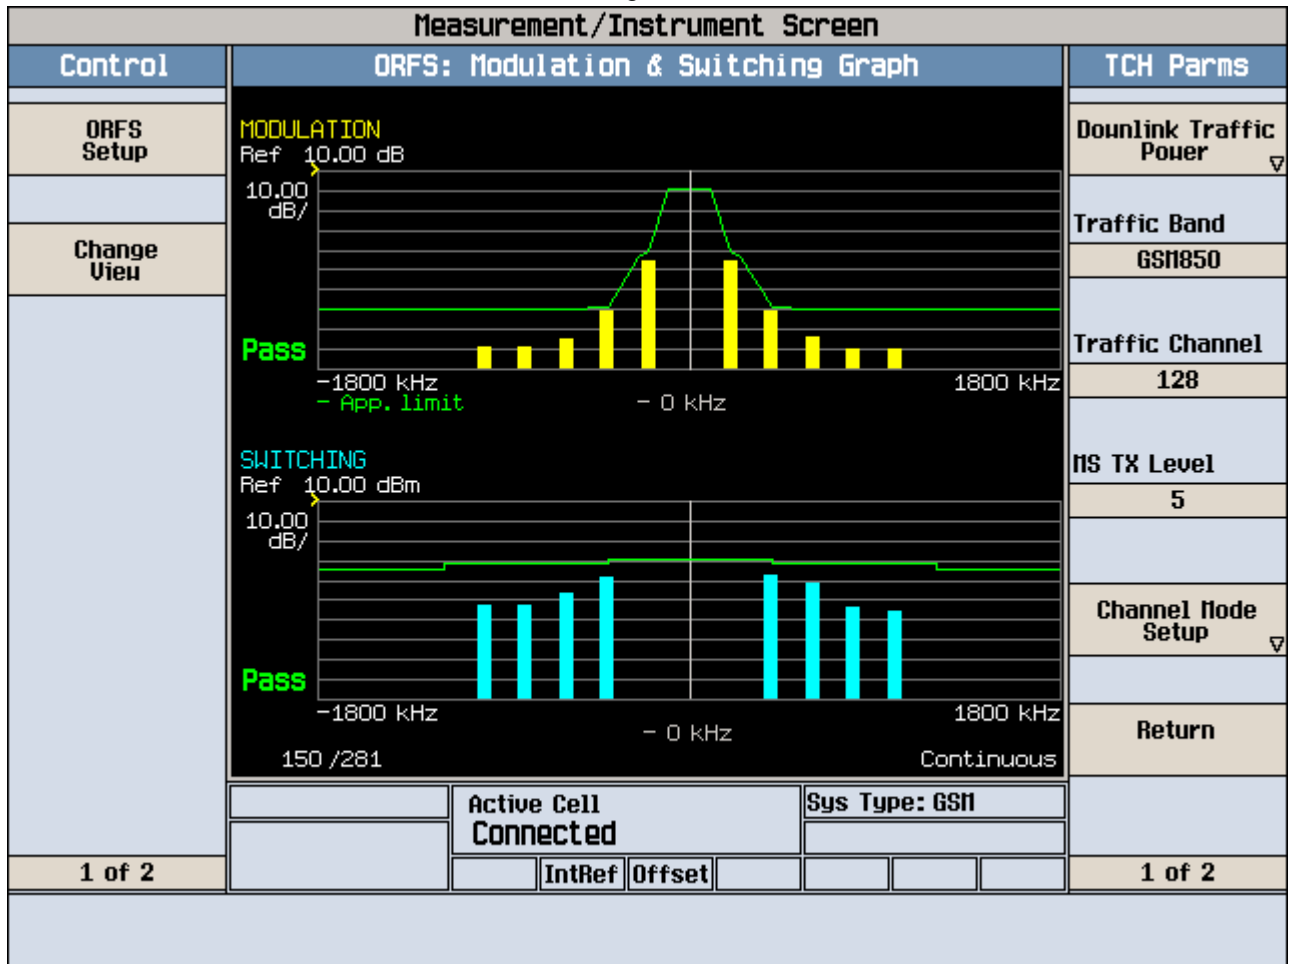 Measurement/Instrument Screen
Control
ORFS: Modulation & Switching Graph
TCH Parms
ORFS
Setup
Change
View
1 of 2
MODULATION
Ref 10.00 dB
10.00
dB/
Pass
-1800 kHz
1800 kHz
- App. limit
- 0 kHz
SWITCHING
Ref 10.00 dBm
10.00
dB/
Pass
-1800 kHz
1800 kHz
- 0 kHz
150 /281
Continuous
Downlink Traffic
Power
Traffic Band
GSM850
Traffic Channel
128
MS TX Level
5
Channel Mode
Setup
Return
1 of 2
Active Cell
Connected
Sys Type: GSM
IntRef
Offset